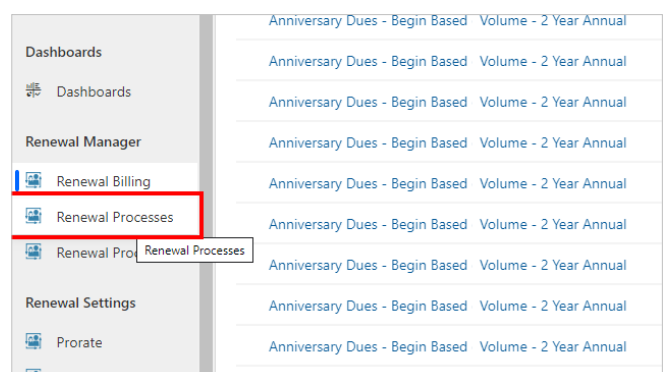 Dashboards
Dashboards
Renewal Manager
Renewal Billing
Renewal Processes
Renewal
Renewal Processes
Renewal Settings
Prorate
Anniversary Dues - Begin Based Volume - 2 Year Annual
Anniversary Dues - Begin Based Volume - 2 Year Annual
Anniversary Dues - Begin Based Volume - 2 Year Annual
Anniversary Dues - Begin Based Volume - 2 Year Annual
Anniversary Dues - Begin Based Volume - 2 Year Annual
Anniversary Dues - Begin Based Volume - 2 Year Annual
Anniversary Dues - Begin Based Volume - 2 Year Annual
Anniversary Dues - Begin Based Volume - 2 Year Annual
Anniversary Dues - Begin Based Volume - 2 Year Annual